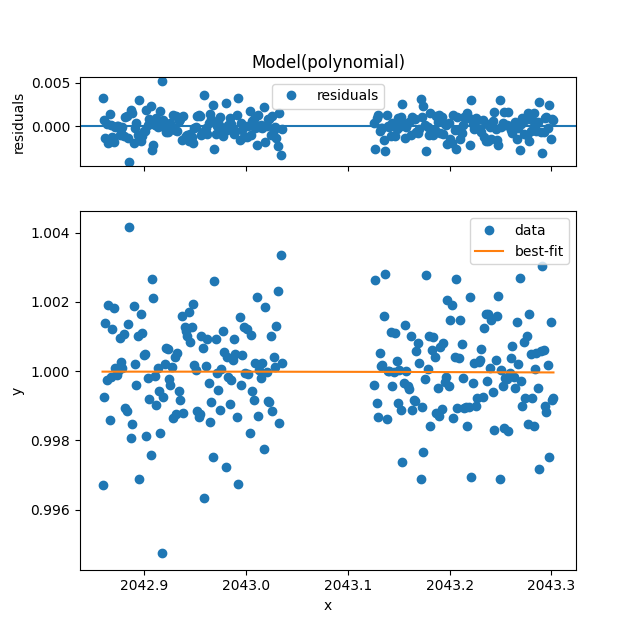 Model(polynomial)
0.005
0.000
residuals
residuals
1.004
1.002
1.000
0.998
0.996
y
data
best-fit
2042.9 2043.0 2043.1 2043.2 2043.3
x